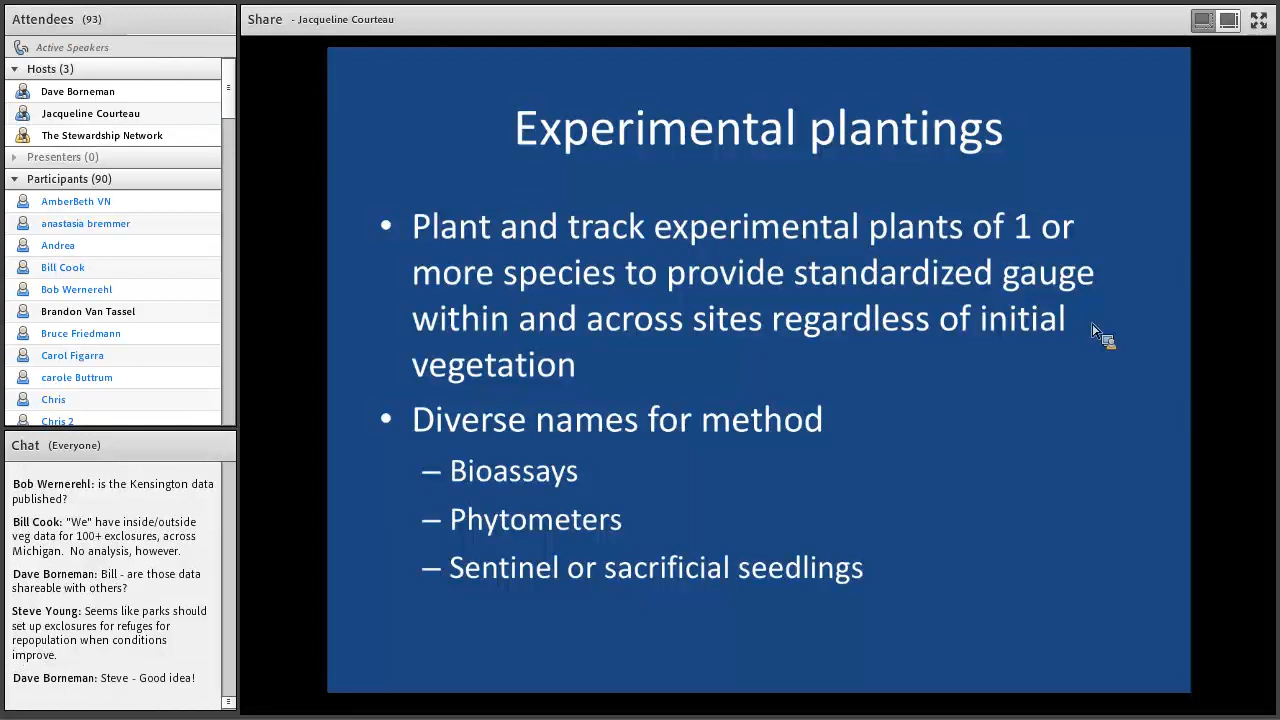 Attendees (93)
Active Speakers
Hosts (3)
Dave Borneman
Jacqueline Courteau
The Stewardship Network
Presenters (0)
Participants (90)
AmberBeth VN
anastasia bremmer
Andrea
Bill Cook
Bob Wernerehl
Brandon Van Tassel
Bruce Friedmann
Carol Figarra
carole Buttrum
Chris
Chris 2
Chat (Everyone)
Bob Wernerehl: is the Kensington data
published?
Bill Cook: "We" have inside/outside
veg data for 100+ exclosures, across
Michigan. No analysis, however.
Dave Borneman: Bill - are those data
shareable with others?
Steve Young: Seems like parks should
set up exclosures for refuges for
repopulation when conditions
improve.
Dave Borneman: Steve - Good idea!
Share - Jacqueline Courteau
Experimental plantings
• Plant and track experimental plants of 1 or
more species to provide standardized gauge
within and across sites regardless of initial
vegetation
• Diverse names for method
– Bioassays
– Phytometers
– Sentinel or sacrificial seedlings